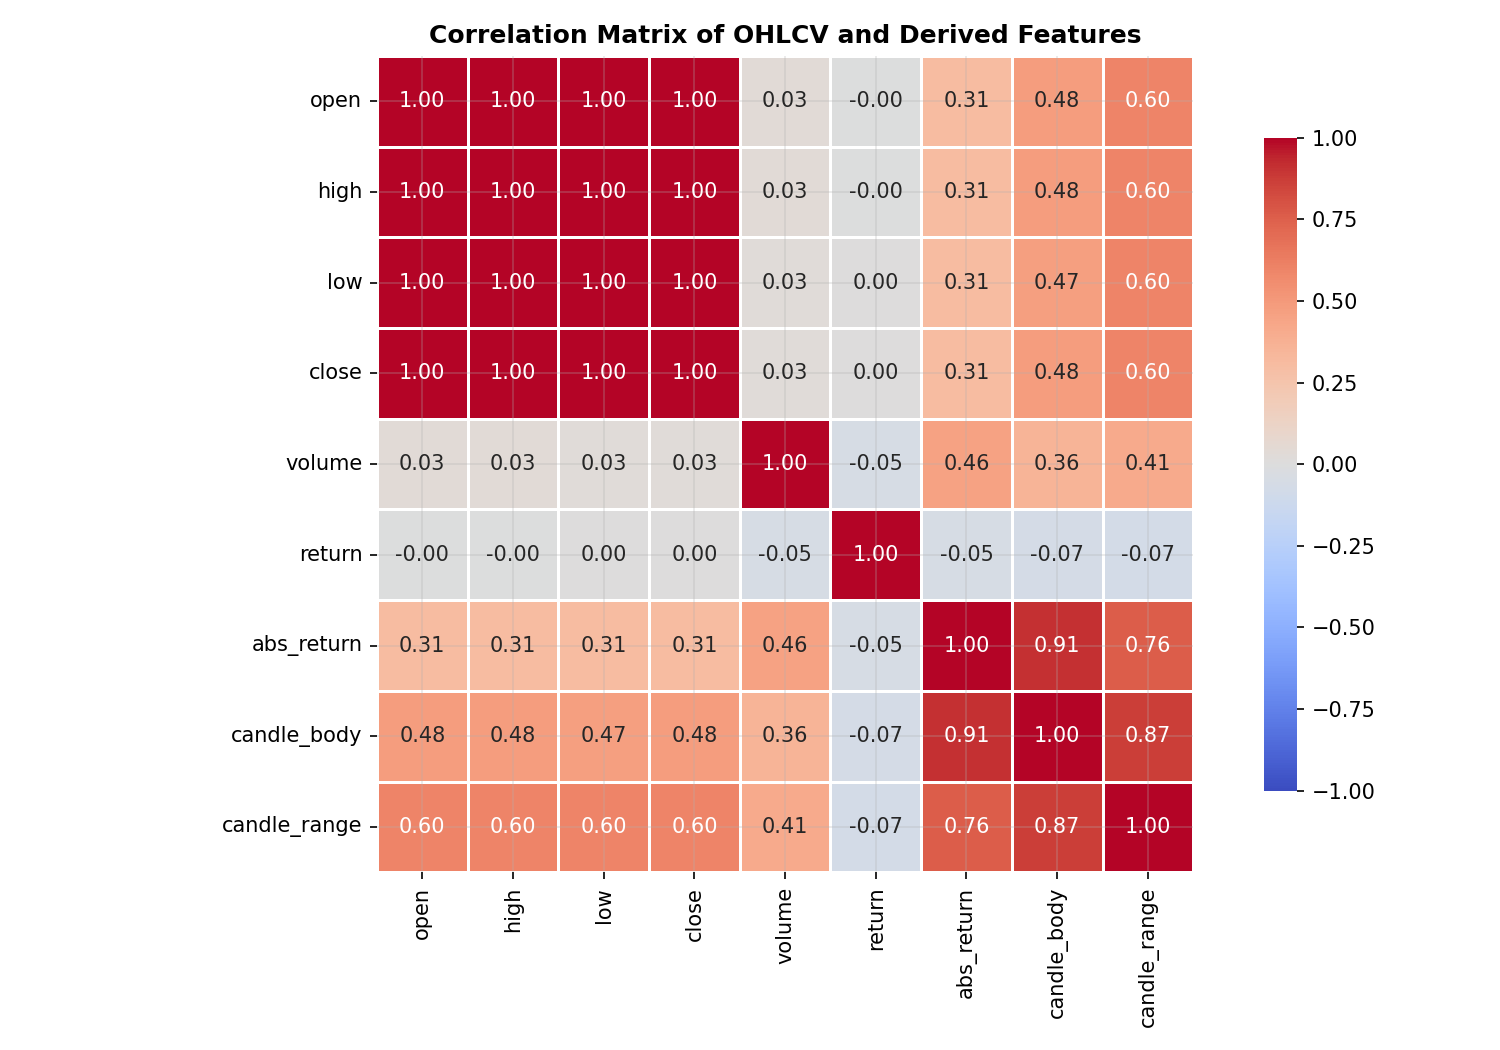 Correlation Matrix of OHLCV and Derived Features
open 1.00 1.00 1.00 1.00 0.03 -0.00 0.31 0.48 0.60
high 1.00 1.00 1.00 1.00 0.03 -0.00 0.31 0.48 0.60
low 1.00 1.00 1.00 1.00 0.03 0.00 0.31 0.47 0.60
close 1.00 1.00 1.00 1.00 0.03 0.00 0.31 0.48 0.60
volume 0.03 0.03 0.03 0.03 1.00 -0.05 0.46 0.36 0.41
return -0.00 -0.00 0.00 0.00 -0.05 1.00 -0.05 -0.07 -0.07
abs_return 0.31 0.31 0.31 0.31 0.46 -0.05 1.00 0.91 0.76
candle_body 0.48 0.48 0.47 0.48 0.36 -0.07 0.91 1.00 0.87
candle_range 0.60 0.60 0.60 0.60 0.41 -0.07 0.76 0.87 1.00
open high low close volume return abs_return candle_body candle_range
1.00
0.75
0.50
0.25
0.00
−0.25
−0.50
−0.75
−1.00